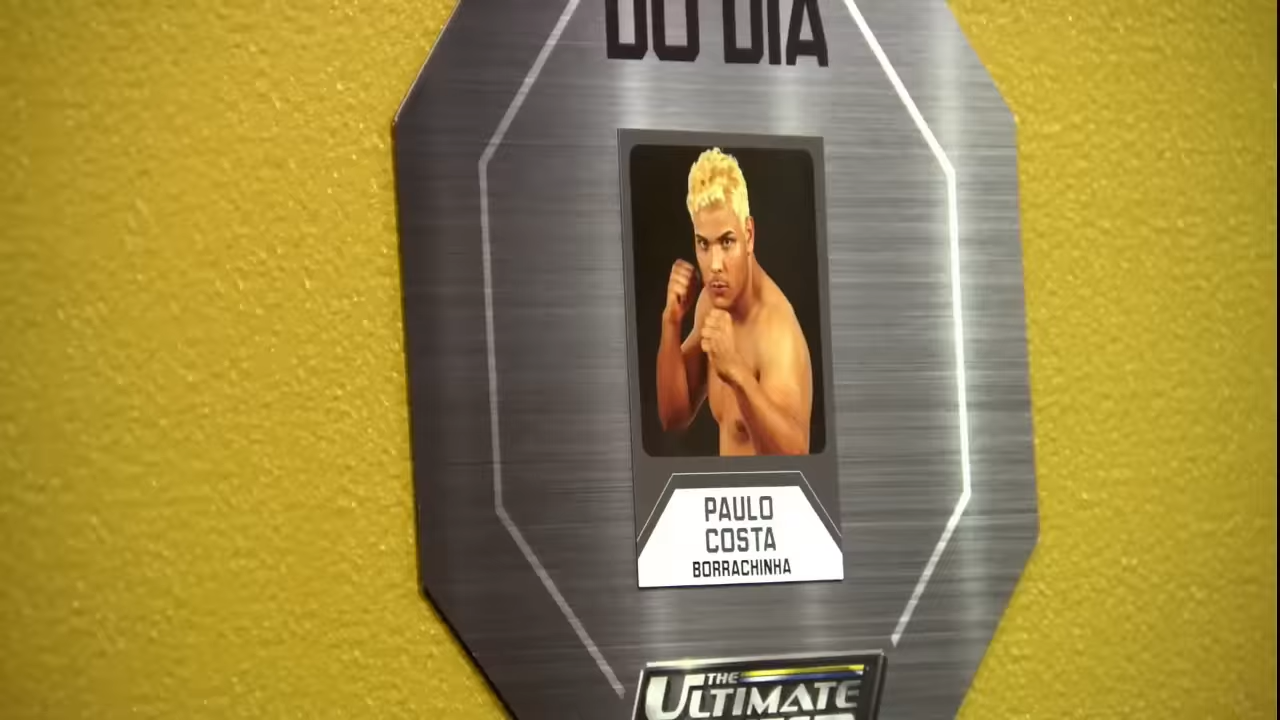 DO DIA
PAULO
COSTA
BORRACHINHA
THE
ULTIMATE